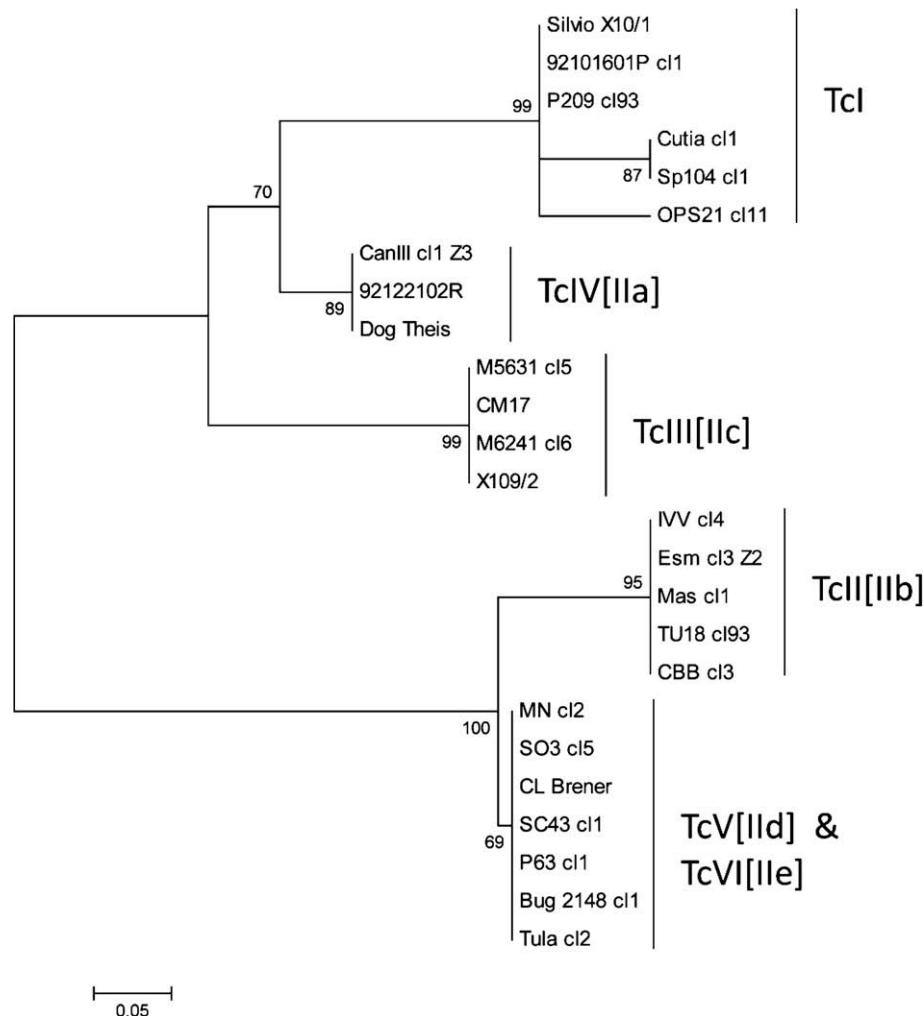 Silvio X10/1
92101601P cl1
99
P209 cl93
TcI
Cutia cl1
87
Sp104 cl1
OPS21 cl11
70
CanIII cl1 Z3
92122102R
TcIV[IIa]
89
Dog Theis
M5631 cl5
CM17
99
M6241 cl6
TcIII[IIc]
X109/2
IVV cl4
Esm cl3 Z2
95
Mas cl1
TcII[IIb]
TU18 cl93
CBB cl3
100
MN cl2
SO3 cl5
CL Brener
SC43 cl1
69
P63 cl1
Bug 2148 cl1
Tula cl2
TcV[IId] &
TcVI[IIe]
0.05